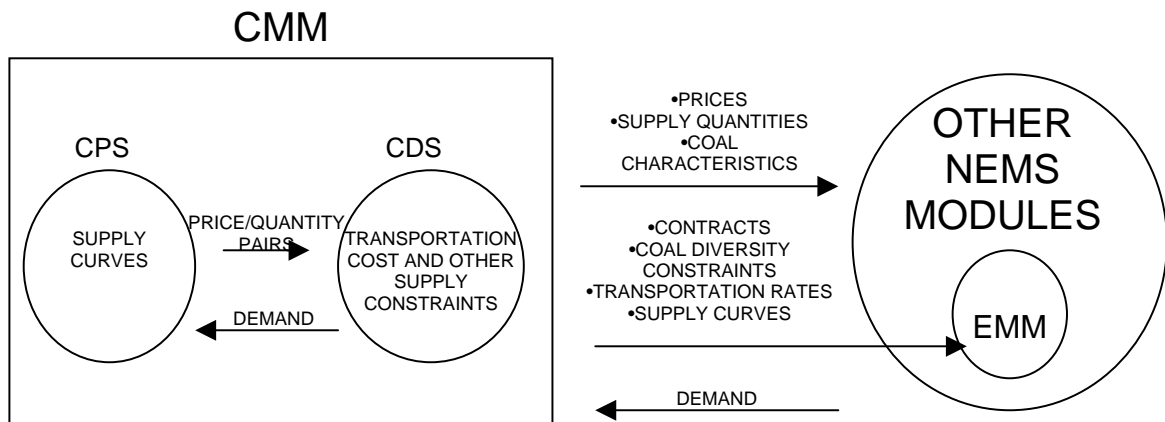 CMM
CPS
SUPPLY
CURVES
PRICE/QUANTITY
PAIRS
DEMAND
CDS
TRANSPORTATION
COST AND OTHER
SUPPLY
CONSTRAINTS
•PRICES
•SUPPLY QUANTITIES
•COAL
CHARACTERISTICS
•CONTRACTS
•COAL DIVERSITY
CONSTRAINTS
•TRANSPORTATION RATES
•SUPPLY CURVES
DEMAND
OTHER
NEMS
MODULES
EMM